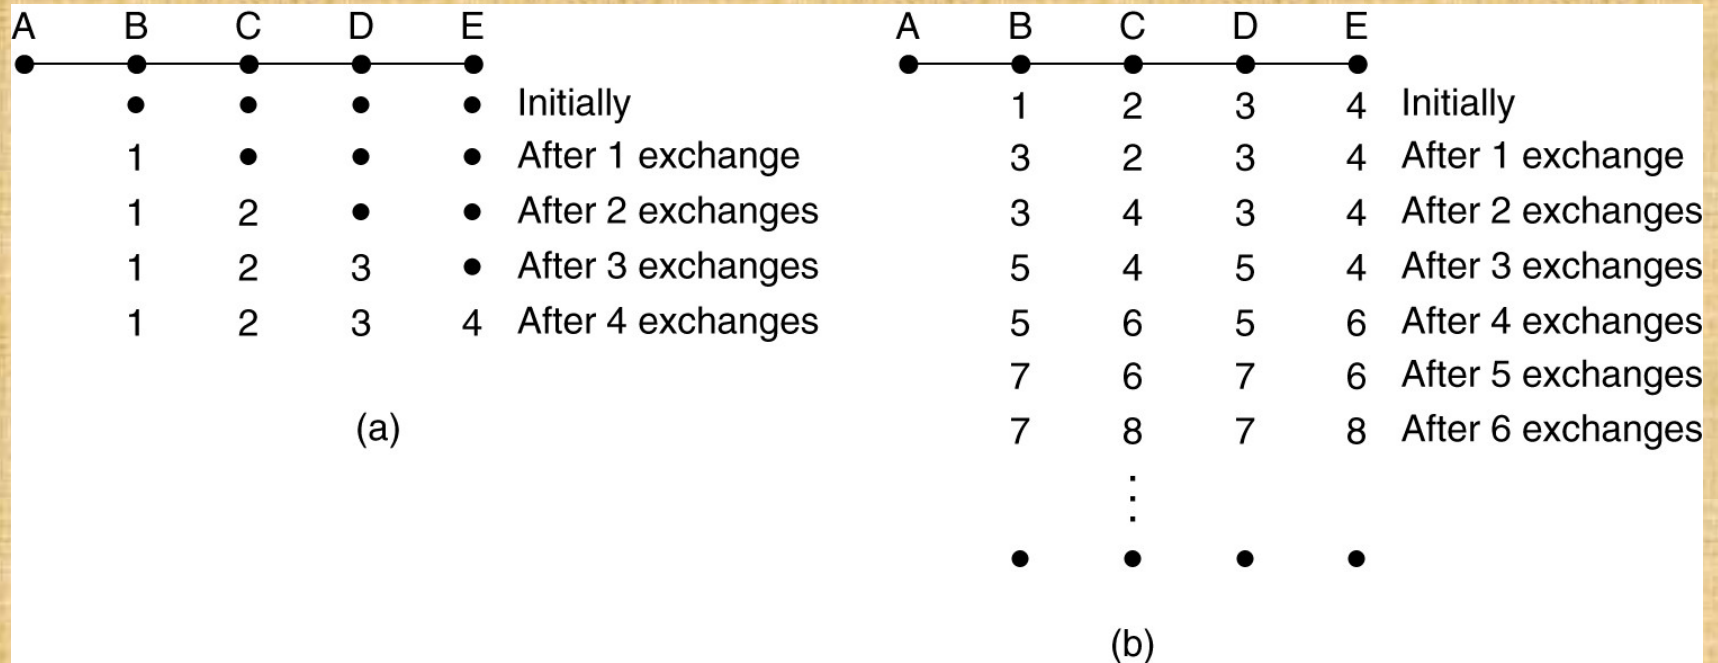 A B C D E
• • • • Initially
1 • • • After 1 exchange
1 2 • • After 2 exchanges
1 2 3 • After 3 exchanges
1 2 3 4 After 4 exchanges
(a)
A B C D E
1 2 3 4 Initially
3 2 3 4 After 1 exchange
3 4 3 4 After 2 exchanges
5 4 5 4 After 3 exchanges
5 6 5 6 After 4 exchanges
7 6 7 6 After 5 exchanges
7 8 7 8 After 6 exchanges
⋮
• • • •
(b)